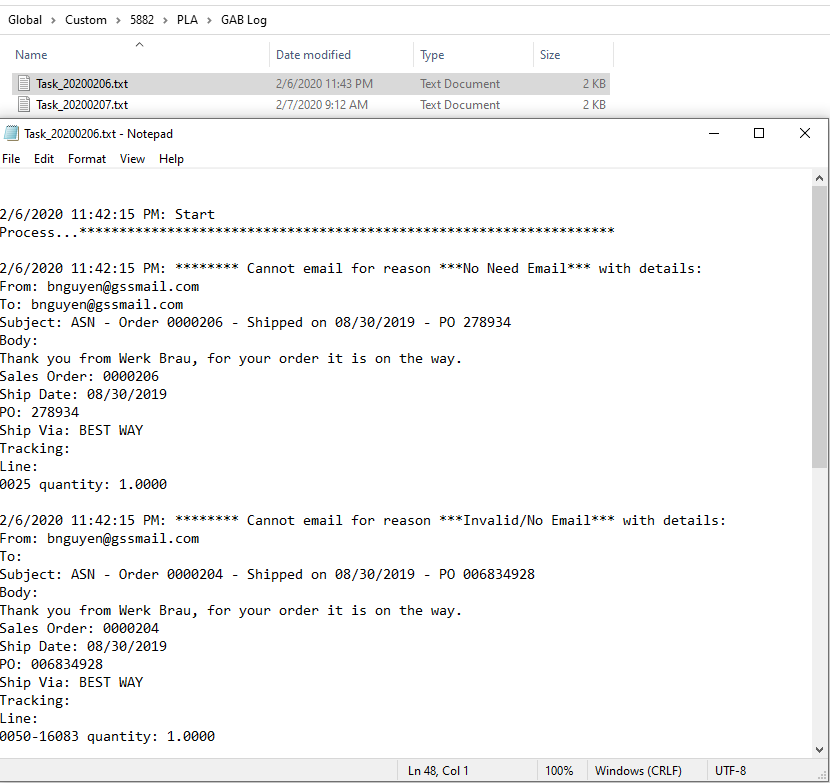 Global > Custom > 5882 > PLA > GAB Log
Name Date modified Type Size
Task_20200206.txt 2/6/2020 11:43 PM Text Document 2 KB
Task_20200207.txt 2/7/2020 9:12 AM Text Document 2 KB
Task_20200206.txt - Notepad
File Edit Format View Help
2/6/2020 11:42:15 PM: Start
Process...*******************************************************************
2/6/2020 11:42:15 PM: ******** Cannot email for reason ***No Need Email*** with details:
From: bnguyen@gssmail.com
To: bnguyen@gssmail.com
Subject: ASN - Order 0000206 - Shipped on 08/30/2019 - PO 278934
Body:
Thank you from Werk Brau, for your order it is on the way.
Sales Order: 0000206
Ship Date: 08/30/2019
PO: 278934
Ship Via: BEST WAY
Tracking:
Line:
0025 quantity: 1.0000
2/6/2020 11:42:15 PM: ******** Cannot email for reason ***Invalid/No Email*** with details:
From: bnguyen@gssmail.com
To:
Subject: ASN - Order 0000204 - Shipped on 08/30/2019 - PO 006834928
Body:
Thank you from Werk Brau, for your order it is on the way.
Sales Order: 0000204
Ship Date: 08/30/2019
PO: 006834928
Ship Via: BEST WAY
Tracking:
Line:
0050-16083 quantity: 1.0000
Ln 48, Col 1 100% Windows (CRLF) UTF-8